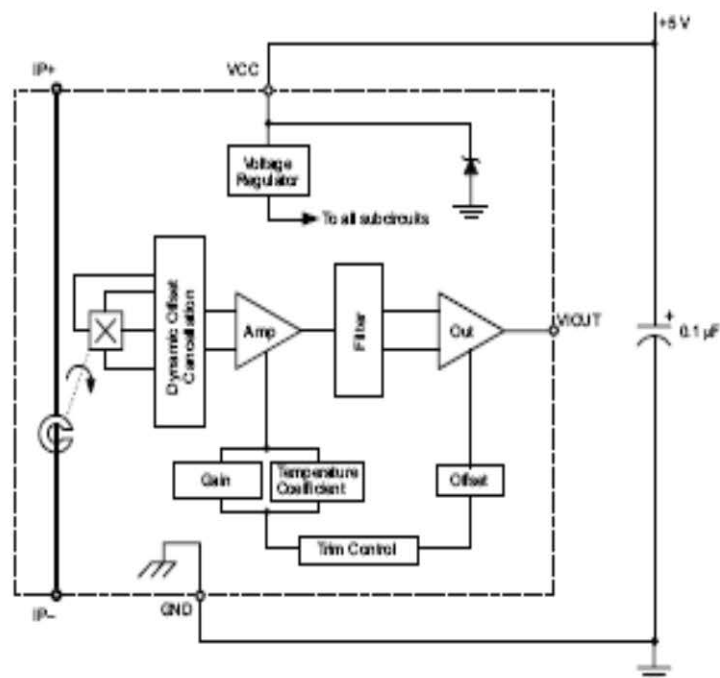 +5 V
IP+
VCC
Voltage
Regulator
To all subcircuits
Dynamic Offset
Cancellation
Amp
Filter
Out
VIOUT
0.1 µF
+
Gain
Temperature
Coefficient
Offset
Trim Control
GND
IP–